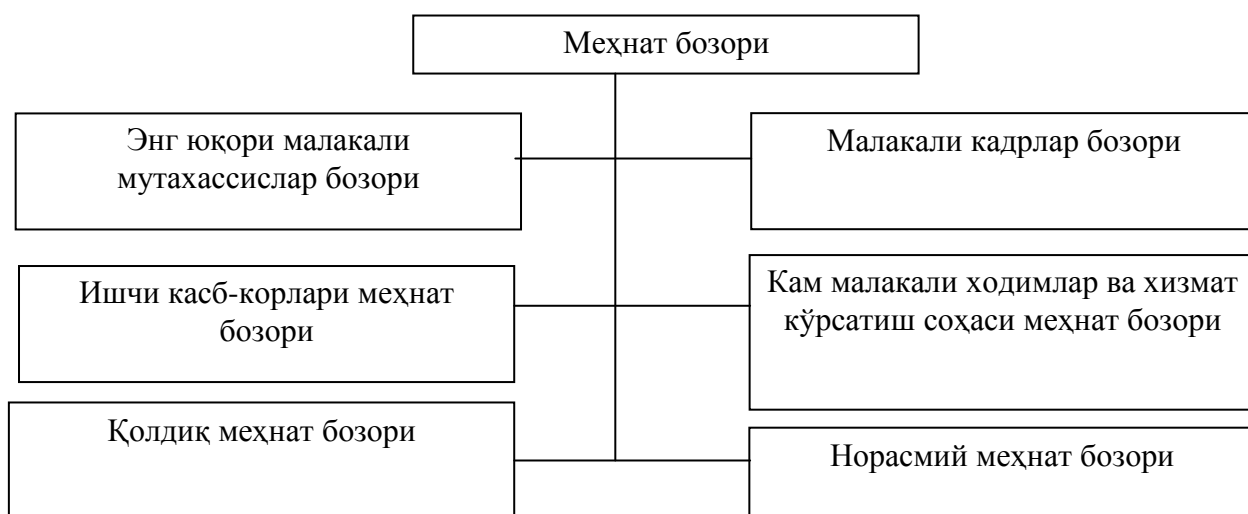 Меҳнат бозори
Энг юқори малакали
мутахассислар бозори
Малакали кадрлар бозори
Ишчи касб-корлари меҳнат
бозори
Кам малакали ходимлар ва хизмат
кўрсатиш соҳаси меҳнат бозори
Қолдиқ меҳнат бозори
Норасмий меҳнат бозори